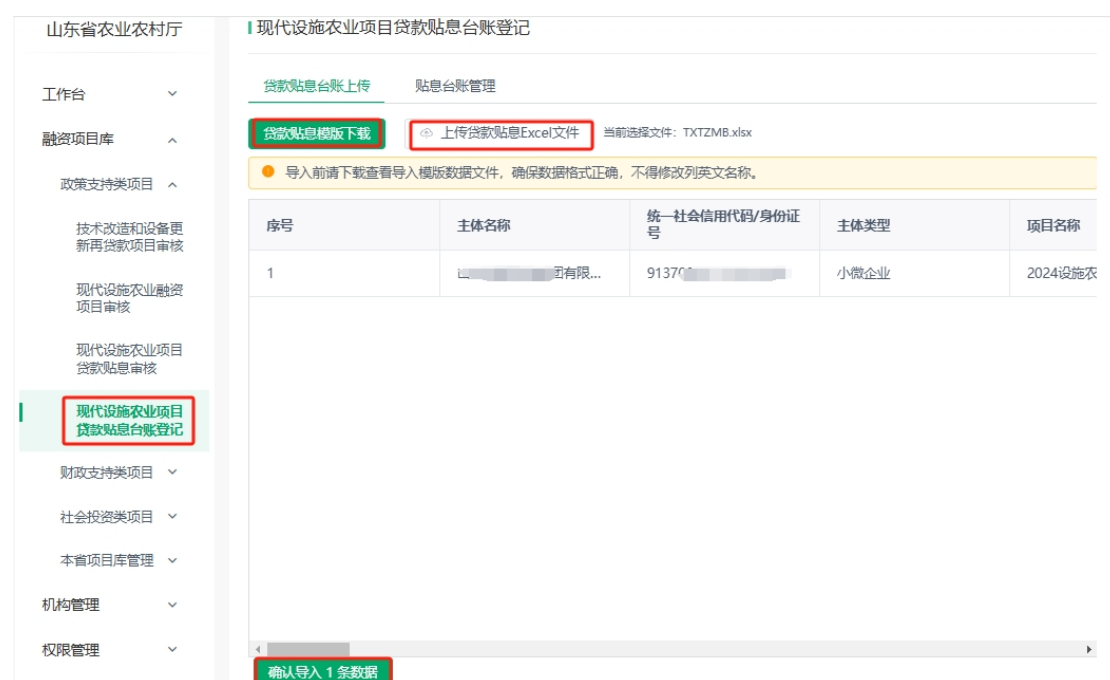 山东省农业农村厅
工作台
融资项目库
政策支持类项目
技术改造和设备更
新再贷款项目审核
现代设施农业融资
项目审核
现代设施农业项目
贷款贴息审核
现代设施农业项目
贷款贴息台账登记
财政支持类项目
社会投资类项目
本省项目库管理
机构管理
权限管理
现代设施农业项目贷款贴息台账登记
贷款贴息台账上传 贴息台账管理
贷款贴息模版下载 上传贷款贴息Excel文件 当前选择文件：TXTZMB.xlsx
导入前请下载查看导入模版数据文件，确保数据格式正确，不得修改列英文名称。
序号 主体名称 统一社会信用代码/身份证
号 主体类型 项目名称
1 团有限... 9137 小微企业 2024设施农
确认导入 1 条数据